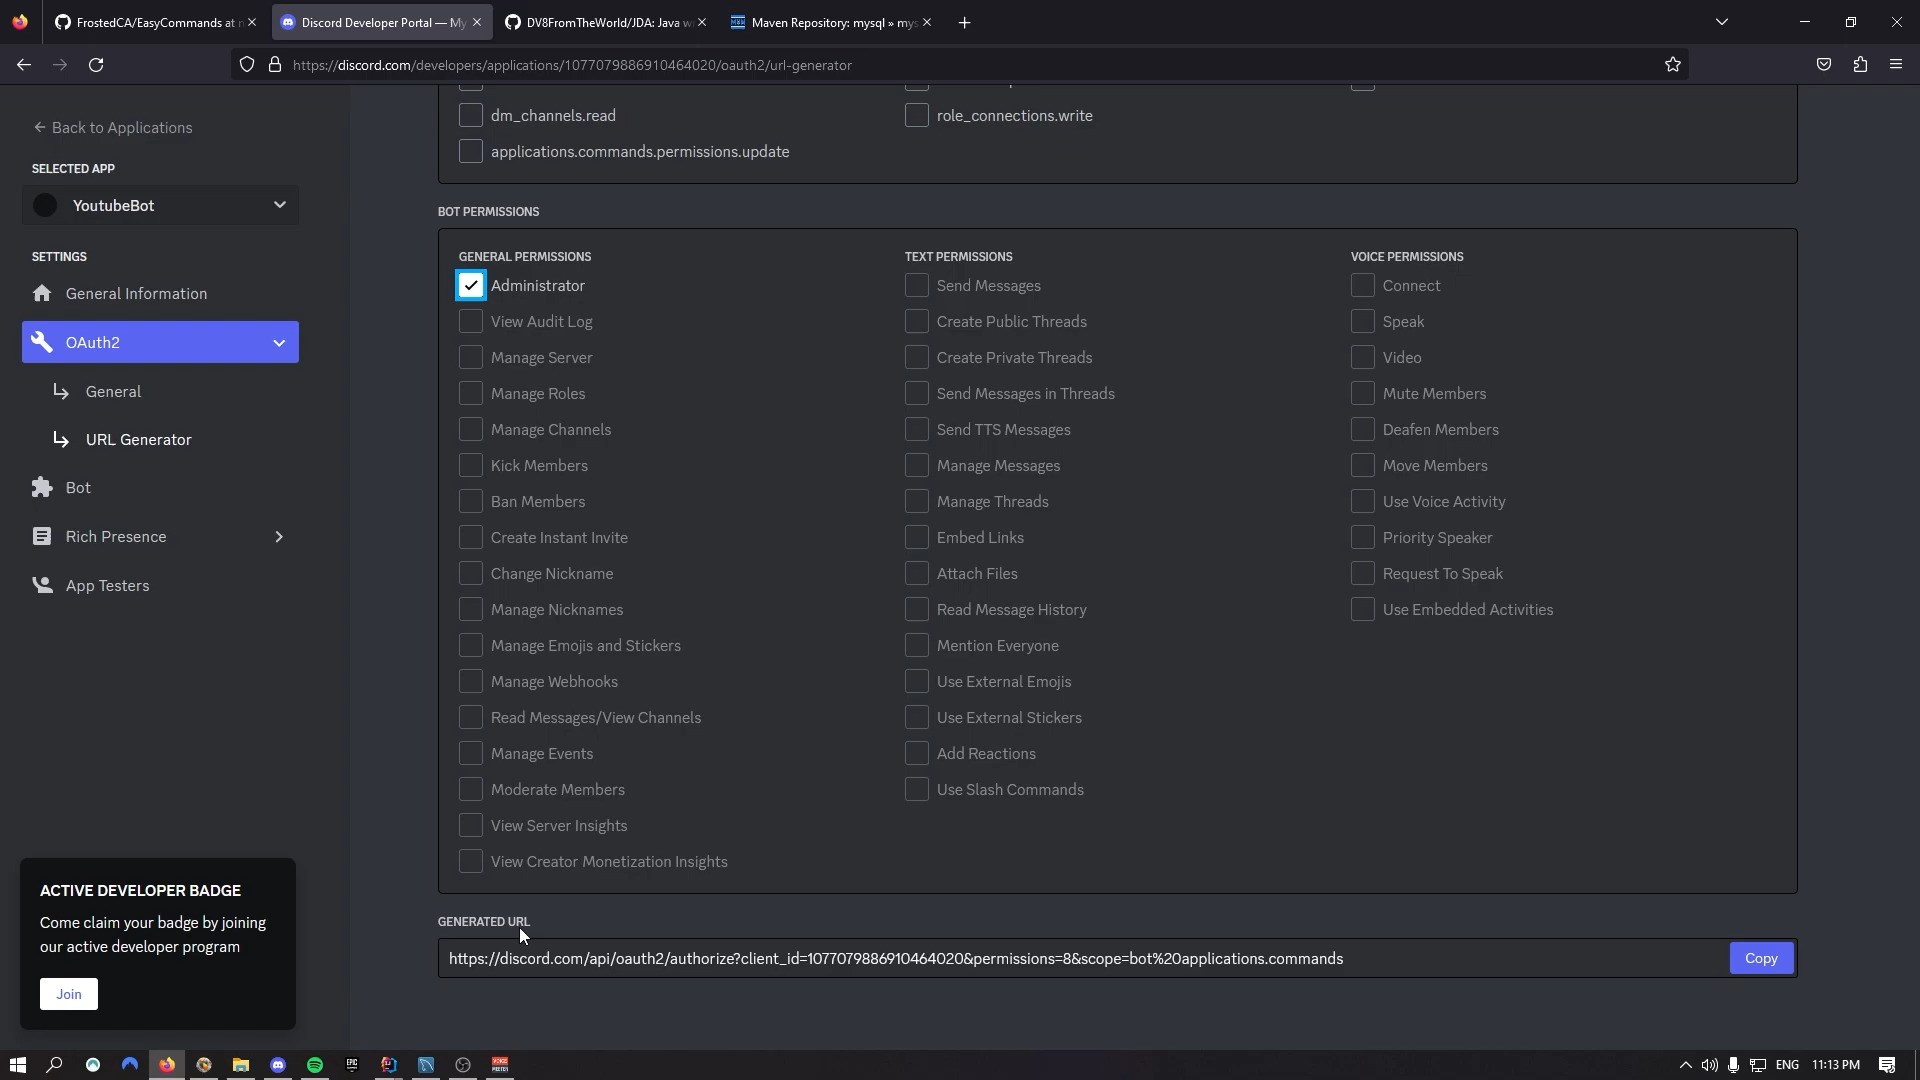 FrostedCA/EasyCommands at
Discord Developer Portal — My
DV8FromTheWorld/JDA: Java w
Maven Repository: mysql » mys
https://discord.com/developers/applications/1077079886910464020/oauth2/url-generator
Back to Applications
SELECTED APP
YoutubeBot
SETTINGS
General Information
OAuth2
General
URL Generator
Bot
Rich Presence
App Testers
ACTIVE DEVELOPER BADGE
Come claim your badge by joining
our active developer program
Join
dm_channels.read
role_connections.write
applications.commands.permissions.update
BOT PERMISSIONS
GENERAL PERMISSIONS
Administrator
View Audit Log
Manage Server
Manage Roles
Manage Channels
Kick Members
Ban Members
Create Instant Invite
Change Nickname
Manage Nicknames
Manage Emojis and Stickers
Manage Webhooks
Read Messages/View Channels
Manage Events
Moderate Members
View Server Insights
View Creator Monetization Insights
TEXT PERMISSIONS
Send Messages
Create Public Threads
Create Private Threads
Send Messages in Threads
Send TTS Messages
Manage Messages
Manage Threads
Embed Links
Attach Files
Read Message History
Mention Everyone
Use External Emojis
Use External Stickers
Add Reactions
Use Slash Commands
VOICE PERMISSIONS
Connect
Speak
Video
Mute Members
Deafen Members
Move Members
Use Voice Activity
Priority Speaker
Request To Speak
Use Embedded Activities
GENERATED URL
https://discord.com/api/oauth2/authorize?client_id=1077079886910464020&permissions=8&scope=bot%20applications.commands
Copy
EPIC
VOICE
MEETER
ENG
11:13 PM